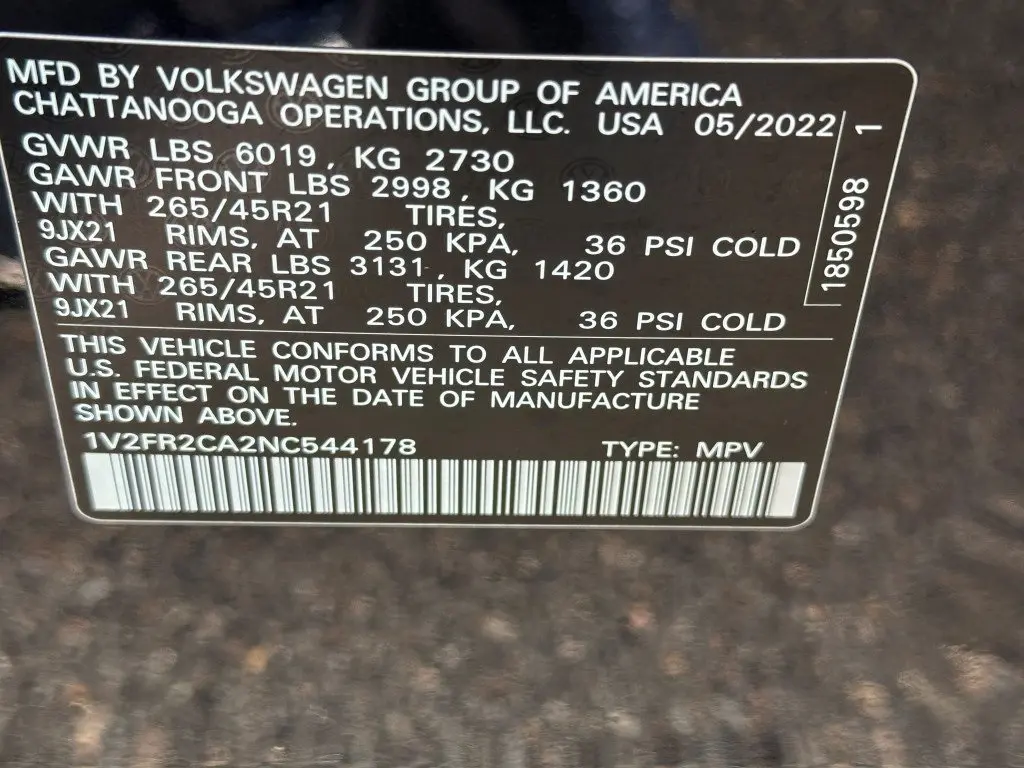 MFD BY VOLKSWAGEN GROUP OF AMERICA
CHATTANOOGA OPERATIONS, LLC. USA 05/2022
GVWR LBS 6019, KG 2730
GAWR FRONT LBS 2998, KG 1360
WITH 265/45R21 TIRES,
9JX21 RIMS, AT 250 KPA, 36 PSI COLD
GAWR REAR LBS 3131, KG 1420
WITH 265/45R21 TIRES,
9JX21 RIMS, AT 250 KPA, 36 PSI COLD
THIS VEHICLE CONFORMS TO ALL APPLICABLE
U.S. FEDERAL MOTOR VEHICLE SAFETY STANDARDS
IN EFFECT ON THE DATE OF MANUFACTURE
SHOWN ABOVE.
1V2FR2CA2NC544178 TYPE: MPV
18505598 1